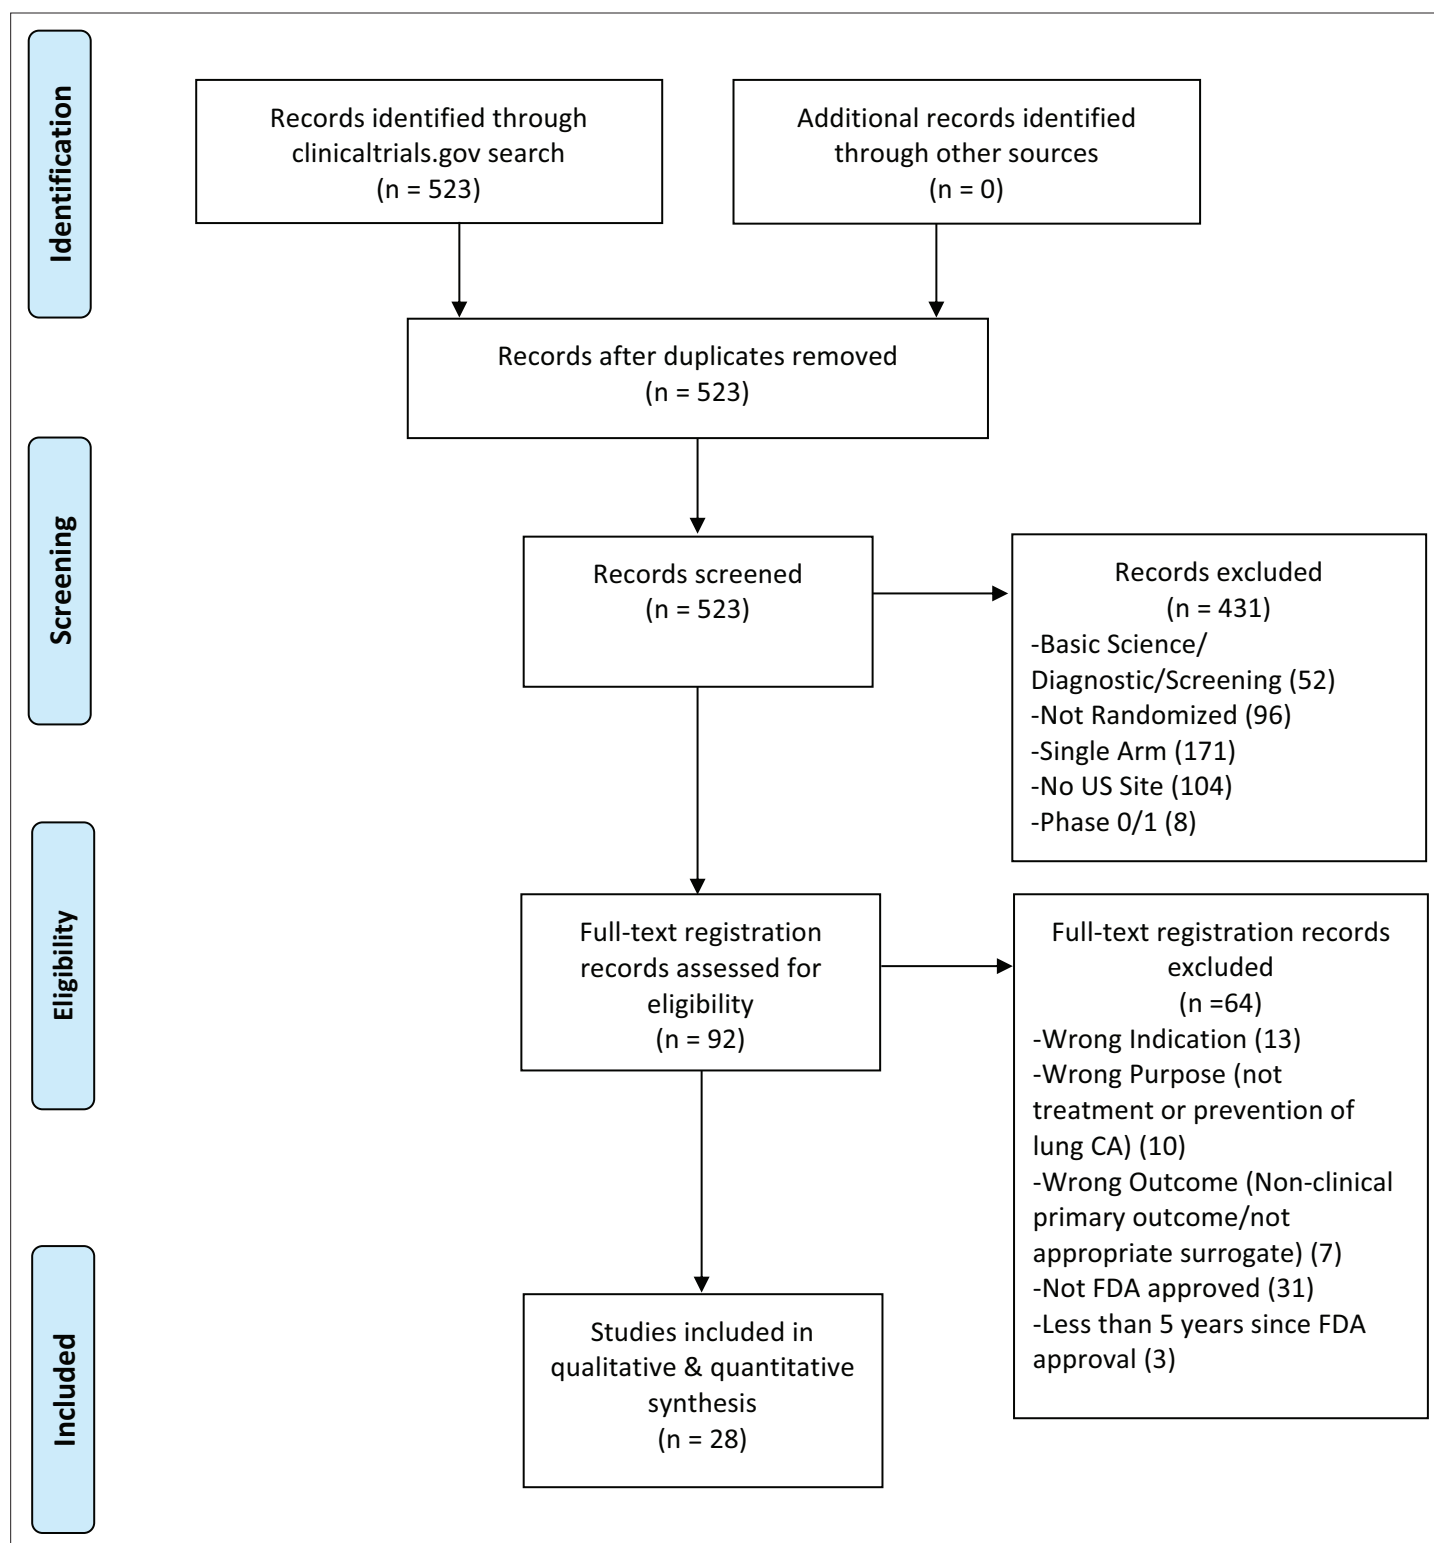 Identification
Records identified through
clinicaltrials.gov search
(n = 523)
Additional records identified
through other sources
(n = 0)
Records after duplicates removed
(n = 523)
Screening
Records screened
(n = 523)
Records excluded
(n = 431)
-Basic Science/
Diagnostic/Screening (52)
-Not Randomized (96)
-Single Arm (171)
-No US Site (104)
-Phase 0/1 (8)
Eligibility
Full-text registration
records assessed for
eligibility
(n = 92)
Full-text registration records
excluded
(n =64)
-Wrong Indication (13)
-Wrong Purpose (not
treatment or prevention of
lung CA) (10)
-Wrong Outcome (Non-clinical
primary outcome/not
appropriate surrogate) (7)
-Not FDA approved (31)
-Less than 5 years since FDA
approval (3)
Included
Studies included in
qualitative & quantitative
synthesis
(n = 28)